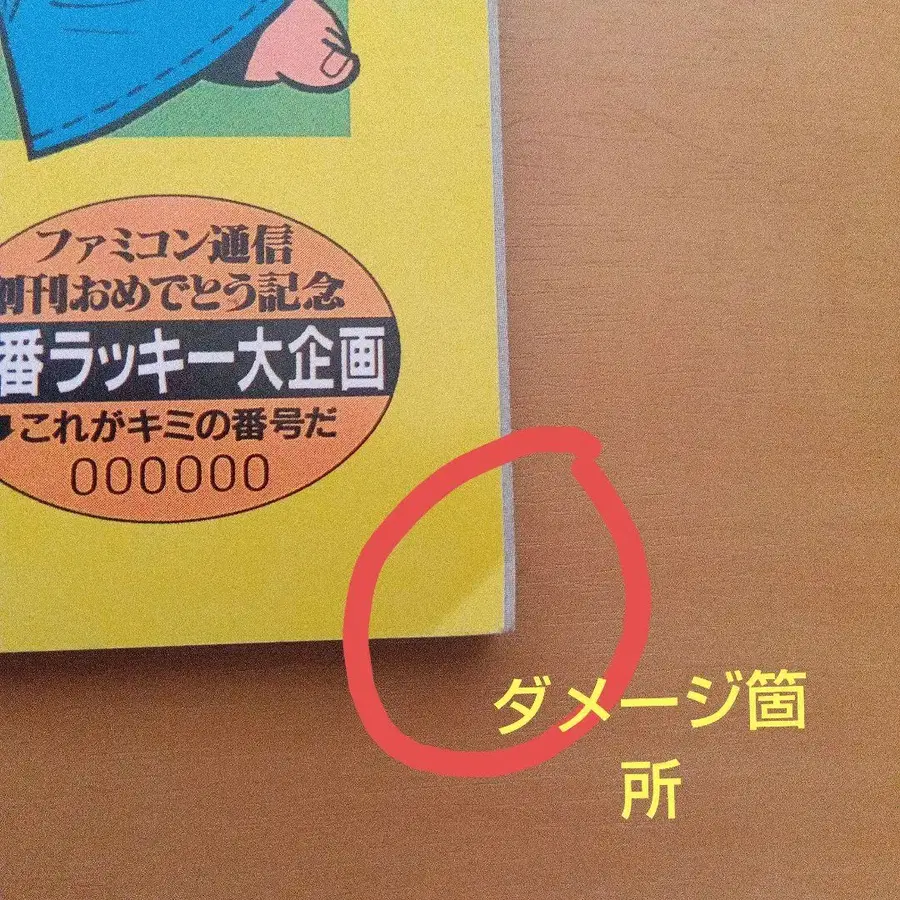 ファミコン通信
創刊おめでとう記念
番ラッキー大企画
これがキミの番号だ
000000
ダメージ箇
所